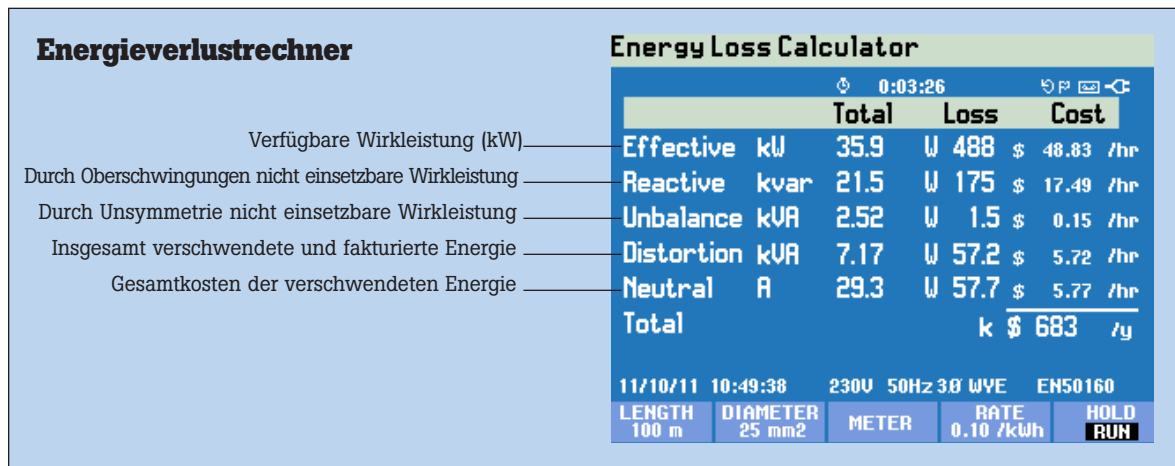 Energieverlustrechner
Verfügbare Wirkleistung (kW)
Durch Oberschwingungen nicht einsetzbare Wirkleistung
Durch Unsymmetrie nicht einsetzbare Wirkleistung
Insgesamt verschwendete und fakturierte Energie
Gesamtkosten der verschwendeten Energie
Energy Loss Calculator
0:03:26
Total Loss Cost
Effective kW 35.9 W 488 $ 48.83 /hr
Reactive kvar 21.5 W 175 $ 17.49 /hr
Unbalance kVA 2.52 W 1.5 $ 0.15 /hr
Distortion kVA 7.17 W 57.2 $ 5.72 /hr
Neutral A 29.3 W 57.7 $ 5.77 /hr
Total k $ 683 /y
11/10/11 10:49:38 230V 50Hz 3Ø WYE EN50160
LENGTH DIAMETER METER RATE HOLD
100 m 25 mm2 0.10 /kWh RUN